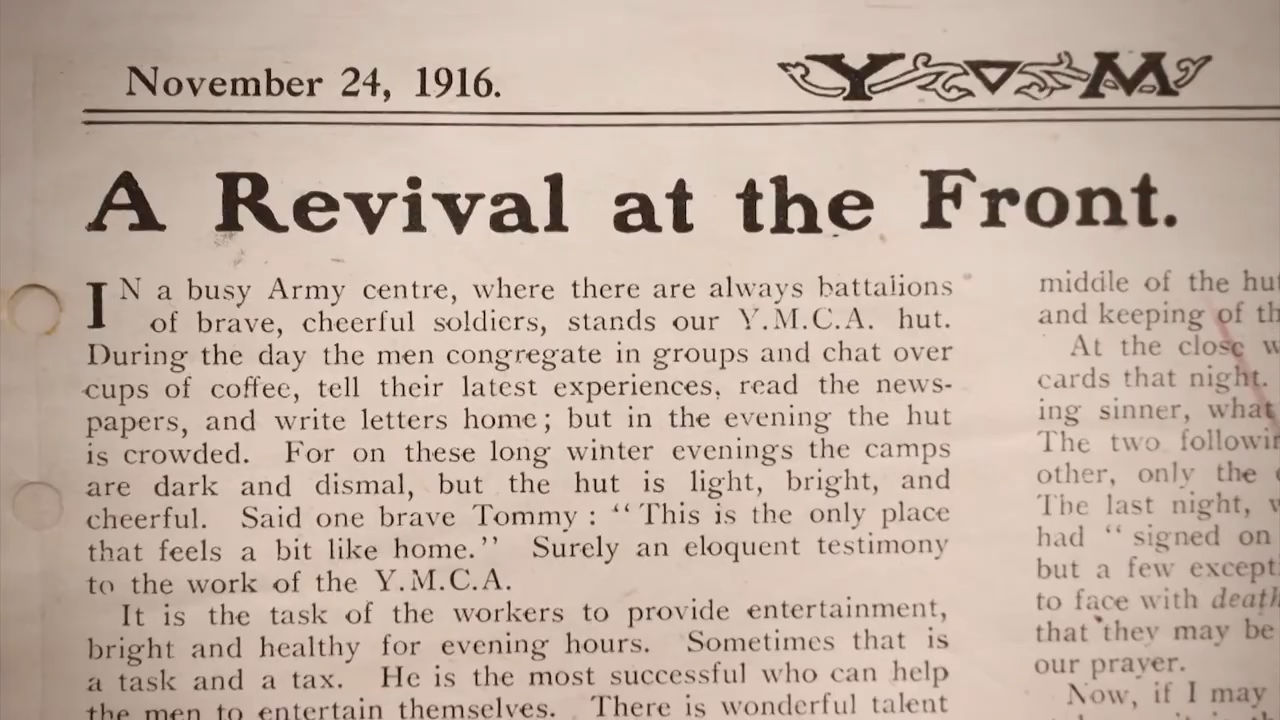 November 24, 1916.
Y M
A Revival at the Front.
IN a busy Army centre, where there are always battalions
of brave, cheerful soldiers, stands our Y.M.C.A. hut.
During the day the men congregate in groups and chat over
cups of coffee, tell their latest experiences, read the news-
papers, and write letters home; but in the evening the hut
is crowded. For on these long winter evenings the camps
are dark and dismal, but the hut is light, bright, and
cheerful. Said one brave Tommy: “This is the only place
that feels a bit like home.” Surely an eloquent testimony
to the work of the Y.M.C.A.
It is the task of the workers to provide entertainment,
bright and healthy for evening hours. Sometimes that is
a task and a tax. He is the most successful who can help
the men to entertain themselves. There is wonderful talent
middle of the hut
and keeping of th
At the close w
cards that night.
ing sinner, what
The two followin
other, only the
The last night, w
had “signed on
but a few excepti
to face with death
that they may be
our prayer.
Now, if I may